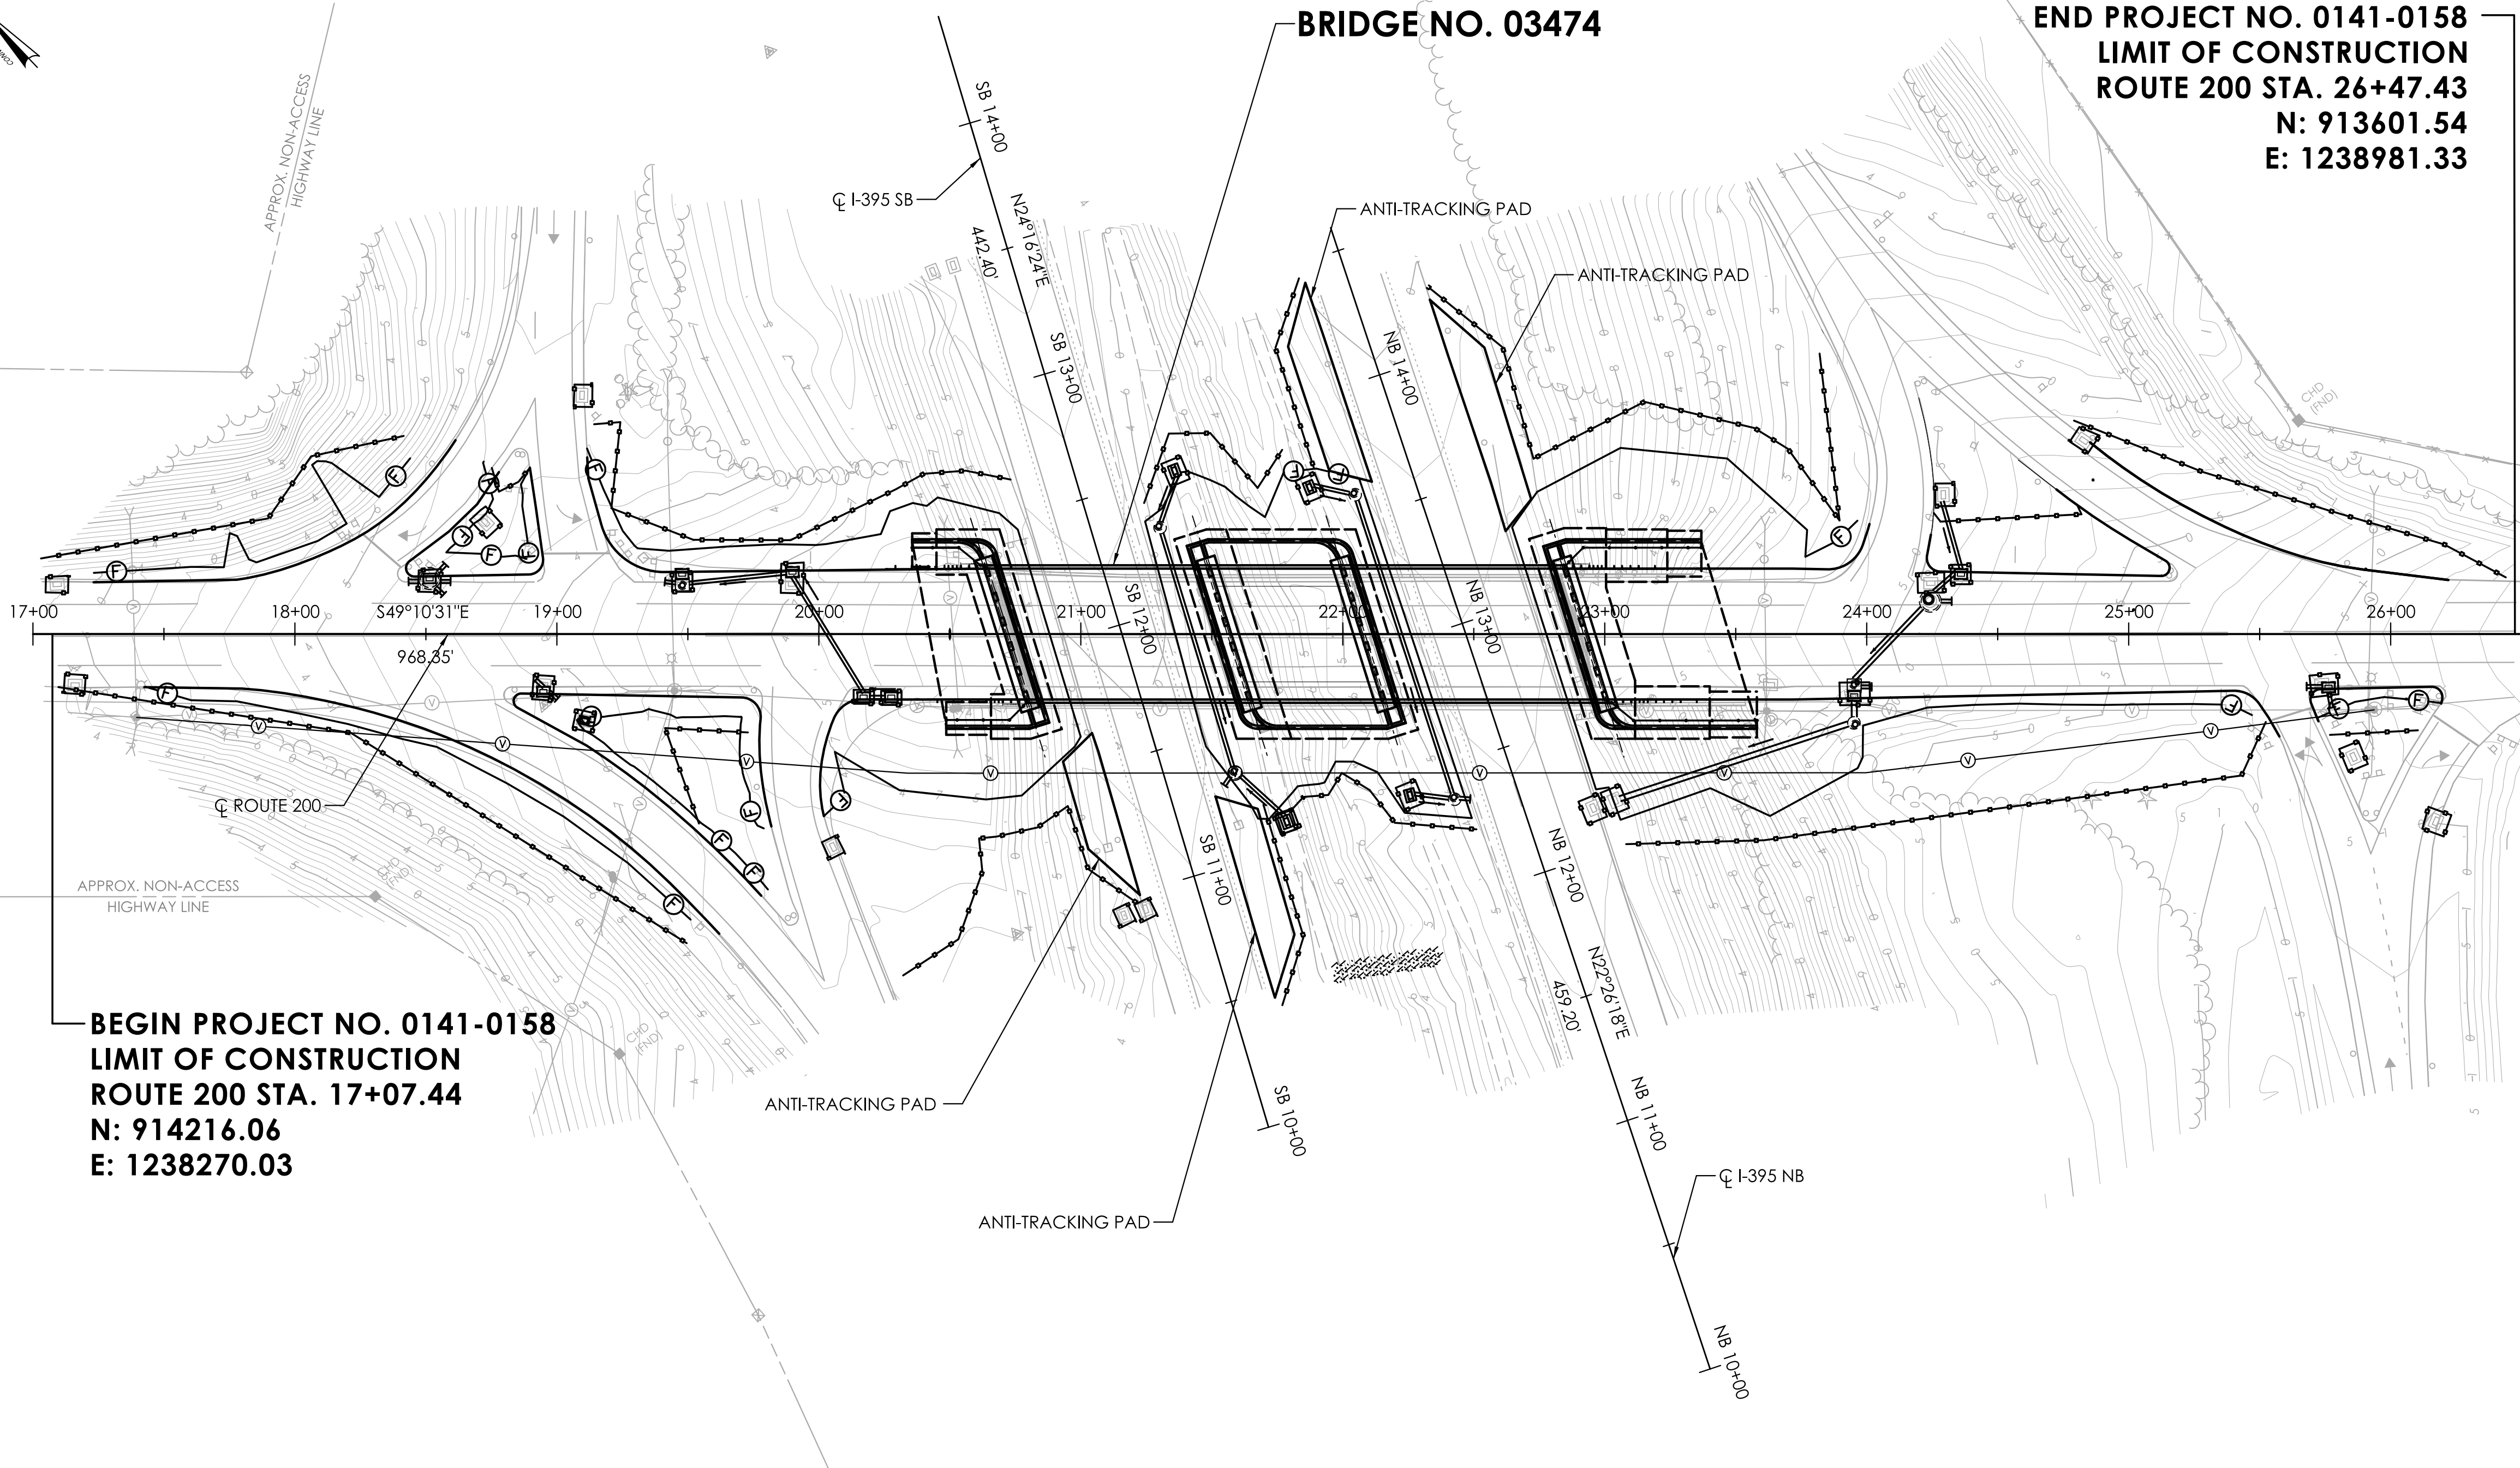 BRIDGE NO. 03474
END PROJECT NO. 0141-0158
LIMIT OF CONSTRUCTION
ROUTE 200 STA. 26+47.43
N: 913601.54
E: 1238981.33
APPROX. NON-ACCESS
HIGHWAY LINE
SB 14+00
℄ I-395 SB
N24°16'24"E
442.40'
ANTI-TRACKING PAD
ANTI-TRACKING PAD
SB 13+00
NB 14+00
CHD
(FND)
F
F
F
F
F
F
F
F
F
F
F
SB 12+00
NB 13+00
17+00
18+00
S49°10'31"E
19+00
20+00
21+00
22+00
23+00
24+00
25+00
26+00
968.35'
F
F
F
F
F
F
F
F
F
F
F
V
V
V
V
V
V
V
V
℄ ROUTE 200
SB 11+00
NB 12+00
APPROX. NON-ACCESS
HIGHWAY LINE
CHD
(FND)
N22°26'18"E
459.20'
CHD
(FND)
BEGIN PROJECT NO. 0141-0158
LIMIT OF CONSTRUCTION
ROUTE 200 STA. 17+07.44
N: 914216.06
E: 1238270.03
ANTI-TRACKING PAD
SB 10+00
NB 11+00
℄ I-395 NB
ANTI-TRACKING PAD
NB 10+00